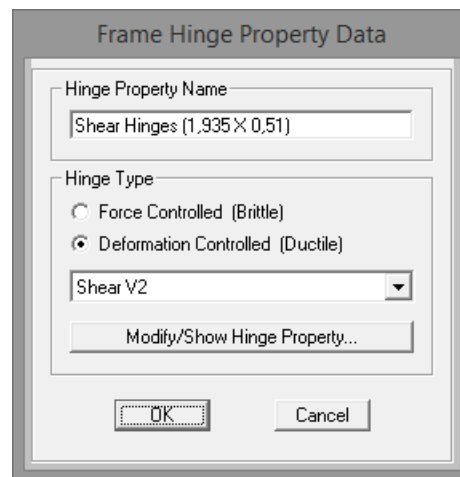 Frame Hinge Property Data
Hinge Property Name
Shear Hinges (1,935 X 0,51)
Hinge Type
Force Controlled (Brittle)
Deformation Controlled (Ductile)
Shear V2
Modify/Show Hinge Property...
OK Cancel